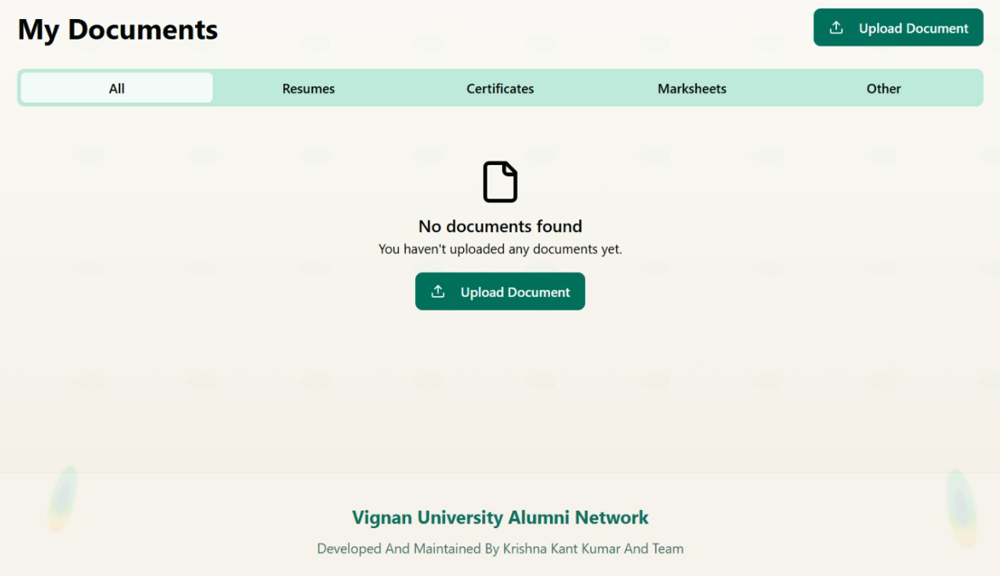 My Documents
Upload Document
All
Resumes
Certificates
Marksheets
Other
No documents found
You haven't uploaded any documents yet.
Upload Document
Vignan University Alumni Network
Developed And Maintained By Krishna Kant Kumar And Team